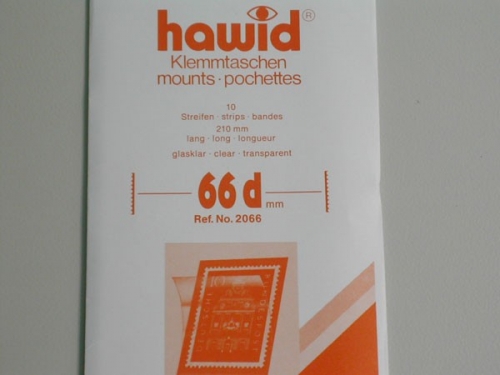 hawid®
Klemmtaschen
mounts · pochettes
10
Streifen · strips · bandes
210 mm
lang · long · longueur
glasklar · clear · transparent
66 d mm
Ref. No. 2066